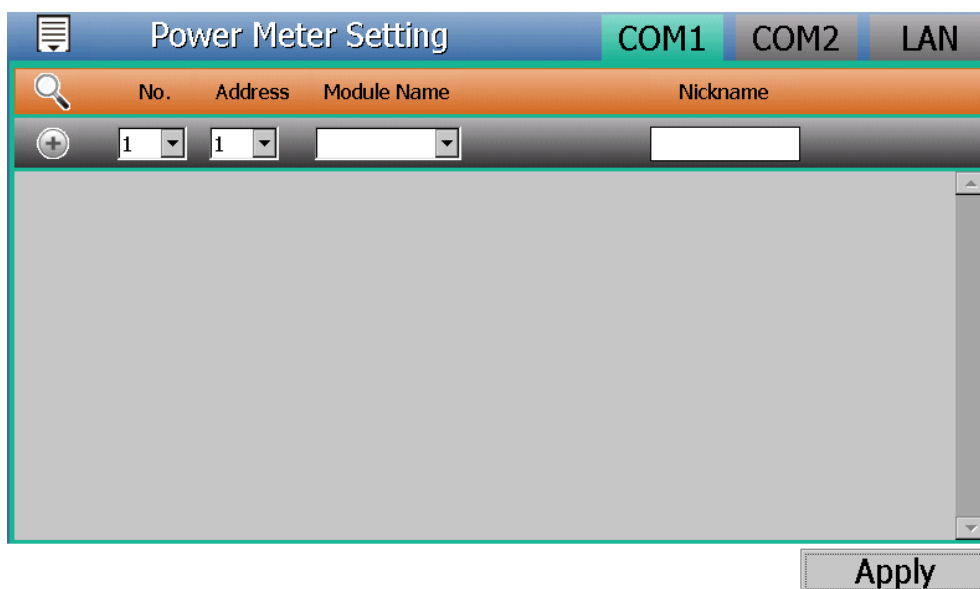 Power Meter Setting COM1 COM2 LAN
No. Address Module Name Nickname
1 1
Apply